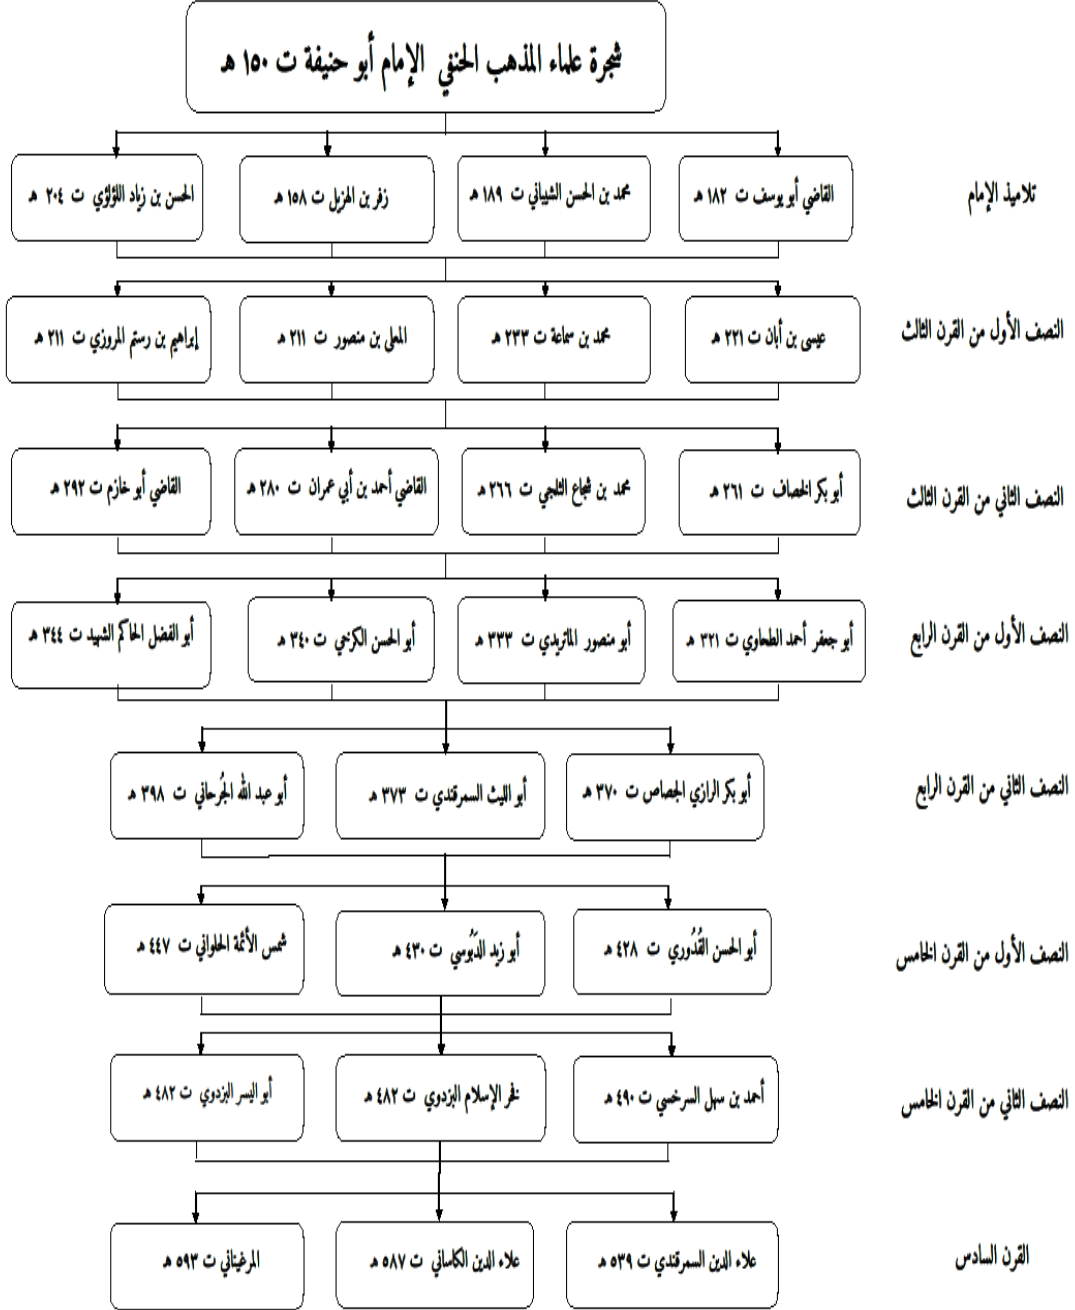 شجرة علماء المذهب الحنفي الإمام أبو حنيفة ت ١٥٠ هـ
تلاميذ الإمام
القاضي أبو يوسف ت ١٨٢ هـ
محمد بن الحسن الشيباني ت ١٨٩ هـ
زفر بن الهزيل ت ١٥٨ هـ
الحسن بن زياد اللؤلؤي ت ٢٠٤ هـ
النصف الأول من القرن الثالث
عيسى بن أبان ت ٢٢١ هـ
محمد بن سماعة ت ٢٣٣ هـ
المعلى بن منصور ت ٢١١ هـ
إبراهيم بن رستم المروزي ت ٢١١ هـ
النصف الثاني من القرن الثالث
أبو بكر الخصاف ت ٢٦١ هـ
محمد بن شجاع الثلجي ت ٢٦٦ هـ
القاضي أحمد بن أبي عمران ت ٢٨٠ هـ
القاضي أبو خازم ت ٢٩٢ هـ
النصف الأول من القرن الرابع
أبو جعفر أحمد الطحاوي ت ٣٢١ هـ
أبو منصور الماتريدي ت ٣٣٣ هـ
أبو الحسن الكرخي ت ٣٤٠ هـ
أبو الفضل الحاكم الشهيد ت ٣٤٤ هـ
النصف الثاني من القرن الرابع
أبو بكر الرازي الجصاص ت ٣٧٠ هـ
أبو الليث السمرقندي ت ٣٧٣ هـ
أبو عبد الله الجُرحاني ت ٣٩٨ هـ
النصف الأول من القرن الخامس
أبو الحسن القُدُوري ت ٤٢٨ هـ
أبو زيد الدَبُوسي ت ٤٣٠ هـ
شمس الأئمة الحلواني ت ٤٤٧ هـ
النصف الثاني من القرن الخامس
أحمد بن سهل السرخسي ت ٤٩٠ هـ
فخر الإسلام البزدوي ت ٤٨٢ هـ
أبو اليسر البزدوي ت ٤٨٢ هـ
القرن السادس
علاء الدين السمرقندي ت ٥٣٩ هـ
علاء الدين الكاساني ت ٥٨٧ هـ
المرغيناني ت ٥٩٣ هـ